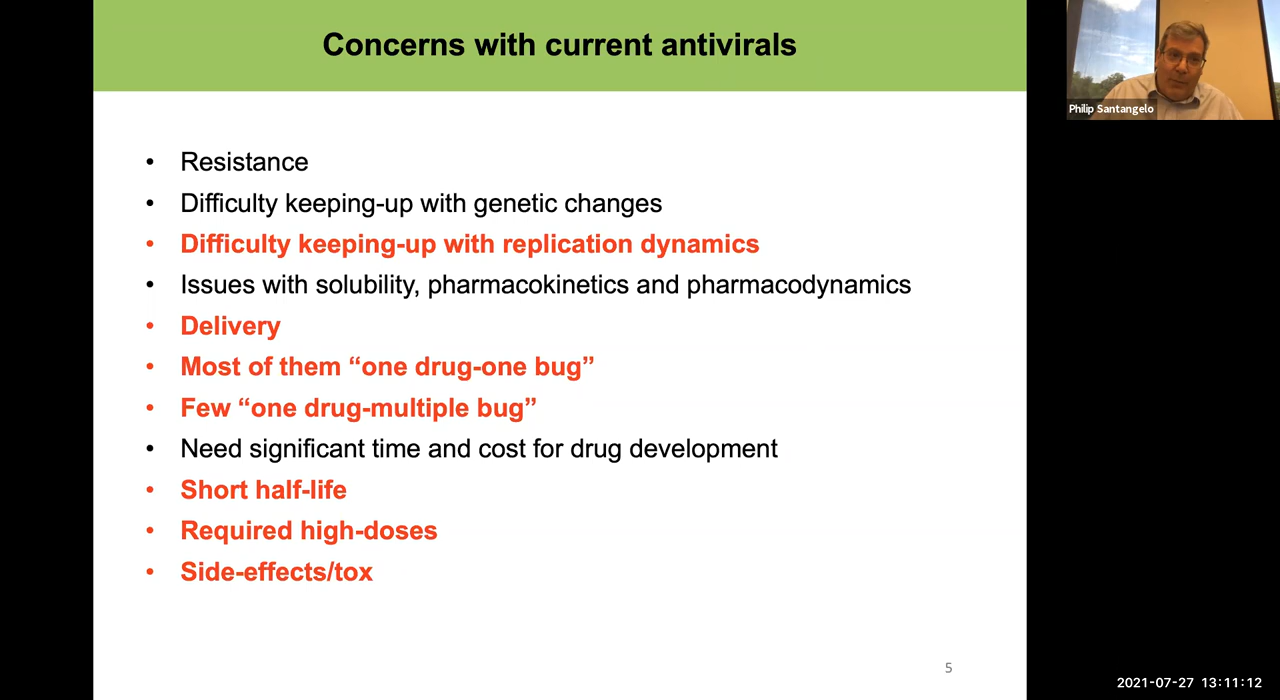 Concerns with current antivirals
Philip Santangelo
• Resistance
• Difficulty keeping-up with genetic changes
• Difficulty keeping-up with replication dynamics
• Issues with solubility, pharmacokinetics and pharmacodynamics
• Delivery
• Most of them “one drug-one bug”
• Few “one drug-multiple bug”
• Need significant time and cost for drug development
• Short half-life
• Required high-doses
• Side-effects/tox
5
2021-07-27 13:11:12